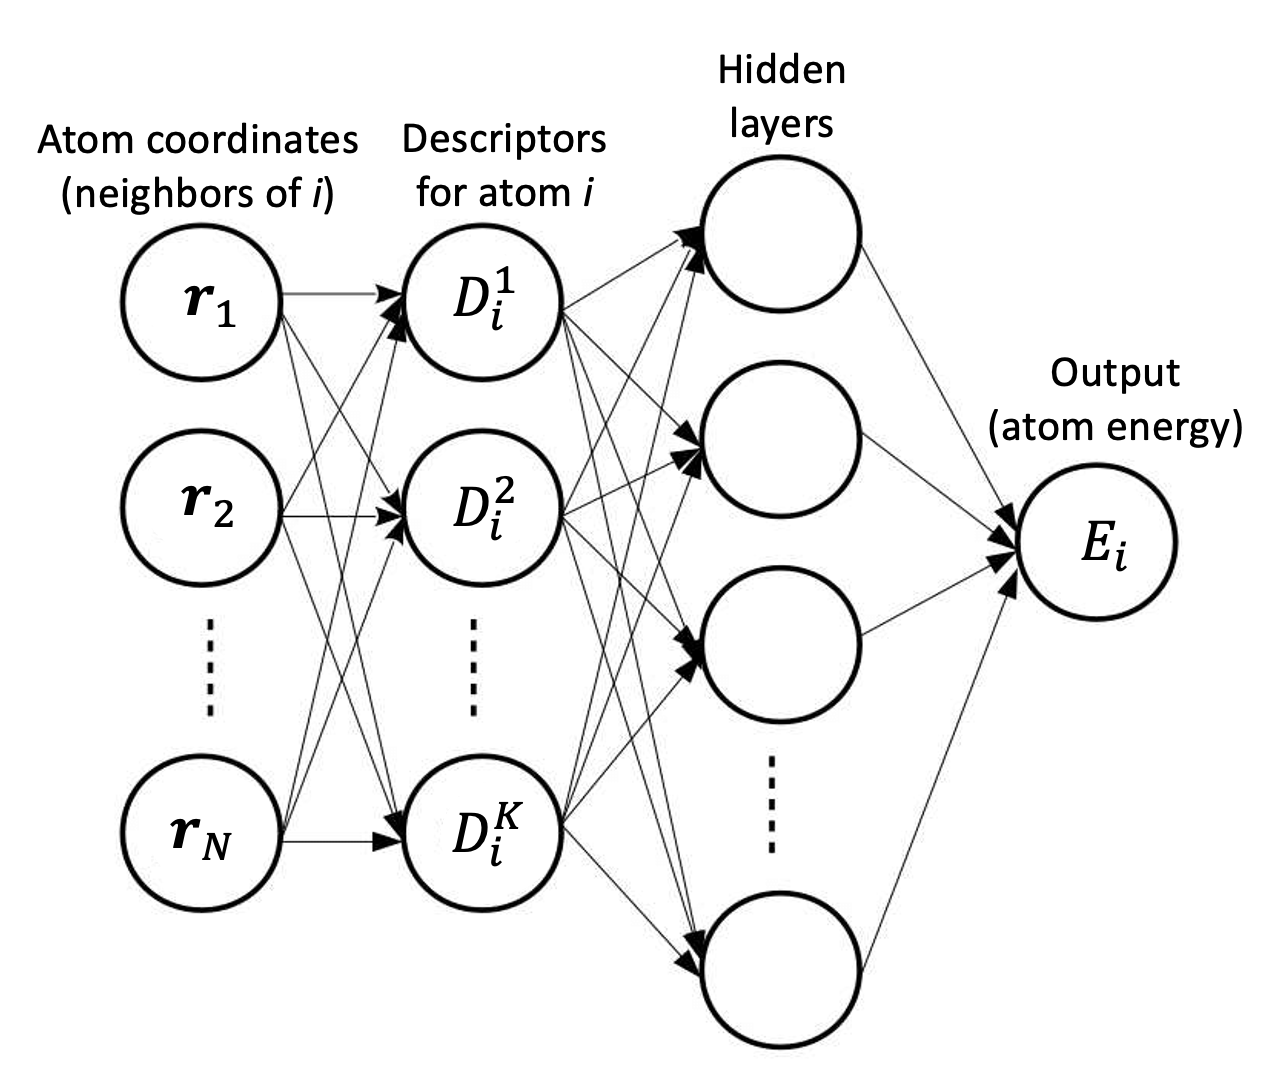 Hidden
layers
Atom coordinates
(neighbors of i)
Descriptors
for atom i
Output
(atom energy)
r₁
r₂
r_N
D_i^1
D_i^2
D_i^K
E_i